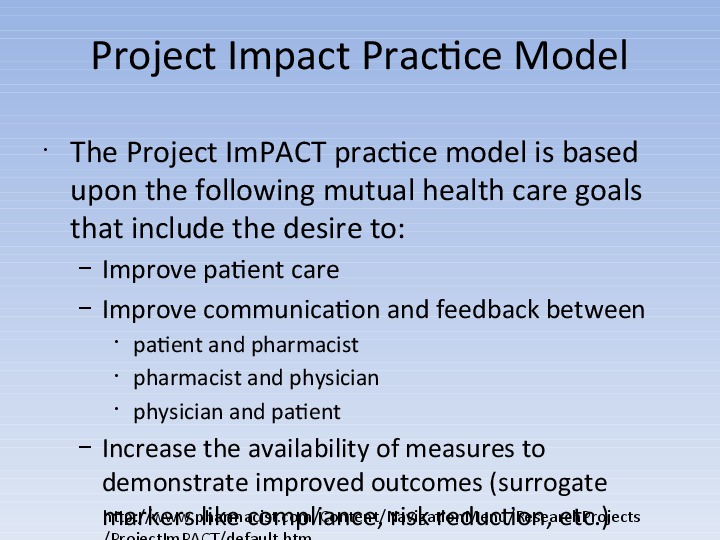 Project Impact Practice Model
· The Project ImPACT practice model is based
upon the following mutual health care goals
that include the desire to:
– Improve patient care
– Improve communication and feedback between
· patient and pharmacist
· pharmacist and physician
· physician and patient
– Increase the availability of measures to
demonstrate improved outcomes (surrogate
markers like compliance, risk reduction, etc.)
http://www.pharmacist.com/Content/NavigationMenu/ResearchProjects
/ProjectImPACT/default.htm